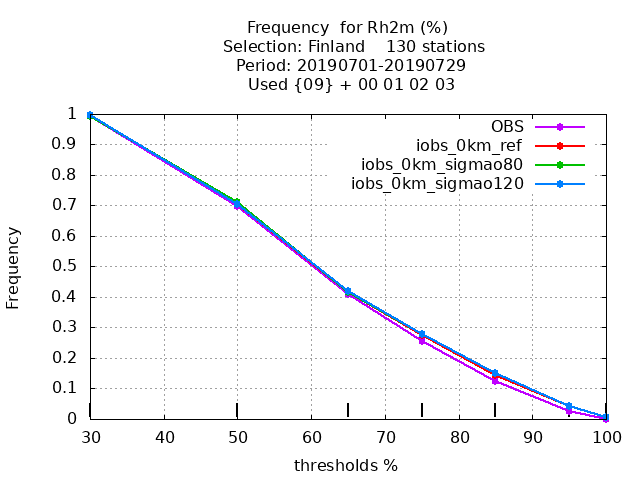 Frequency  for Rh2m (%)
Selection: Finland    130 stations
Period: 20190701-20190729
Used {09} + 00 01 02 03
OBS
iobs_0km_ref
iobs_0km_sigmao80
iobs_0km_sigmao120
1
0.9
0.8
0.7
0.6
0.5
0.4
0.3
0.2
0.1
0
Frequency
30 40 50 60 70 80 90 100
thresholds %